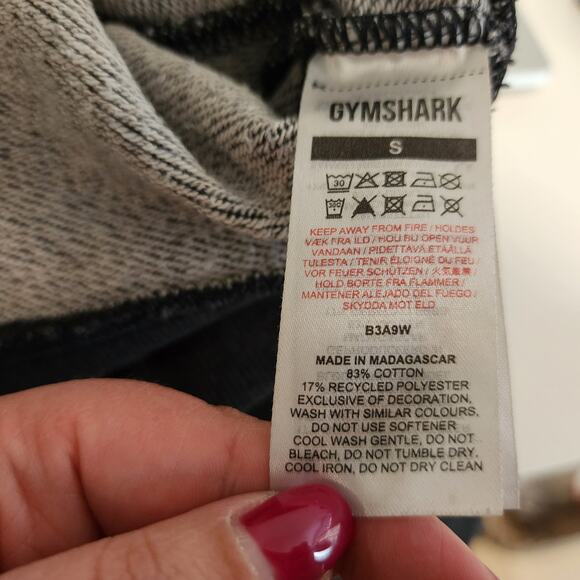 GYMSHARK
S
30
KEEP AWAY FROM FIRE / HOLDES
VÆK FRA ILD / HOU BIJ OPEN VUUR
VANDAAN / PIDETTÄVÄ ETÄÄLLÄ
TULESTA / TENIR ÉLOIGNÉ DU FEU /
VOR FEUER SCHÜTZEN / 火気厳禁 /
HOLD BORTE FRA FLAMMER /
MANTENER ALEJADO DEL FUEGO /
SKYDDA MOT ELD
B3A9W
MADE IN MADAGASCAR
83% COTTON
17% RECYCLED POLYESTER
EXCLUSIVE OF DECORATION,
WASH WITH SIMILAR COLOURS,
DO NOT USE SOFTENER
COOL WASH GENTLE, DO NOT
BLEACH, DO NOT TUMBLE DRY,
COOL IRON, DO NOT DRY CLEAN